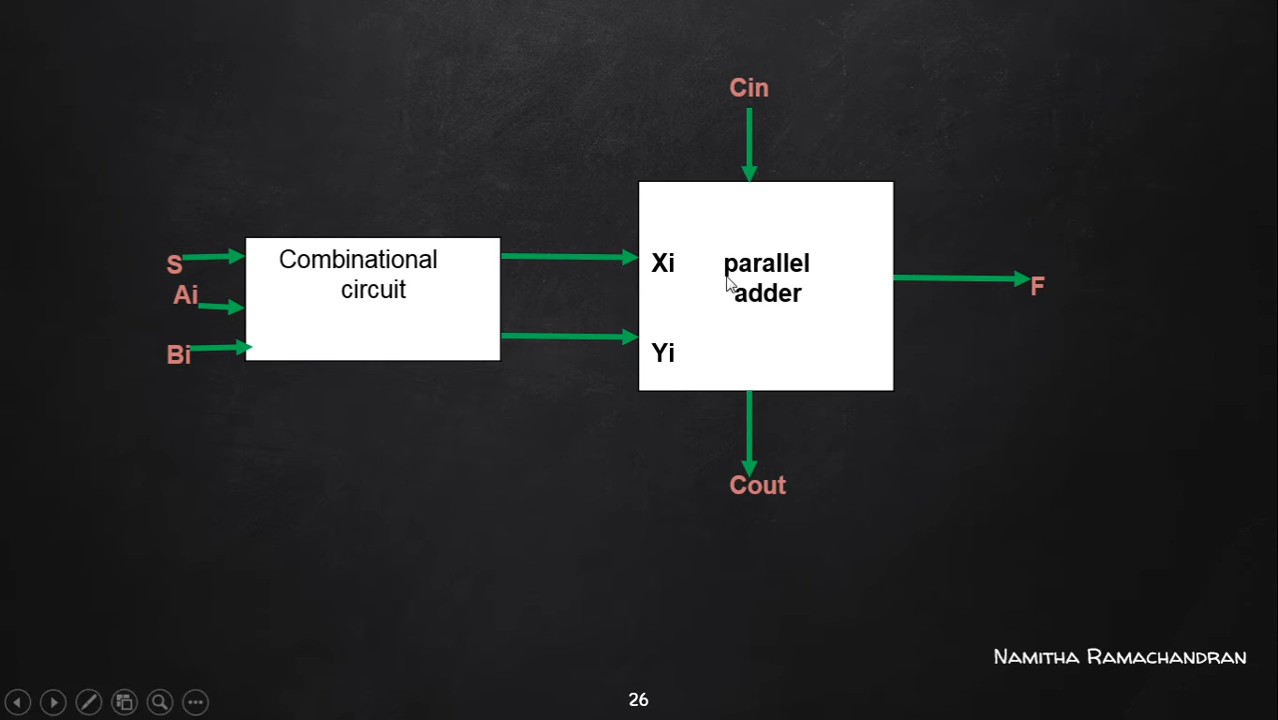 Cin
S
Ai
Bi
Combinational
circuit
Xi
Yi
parallel
adder
F
Cout
Namitha Ramachandran
26